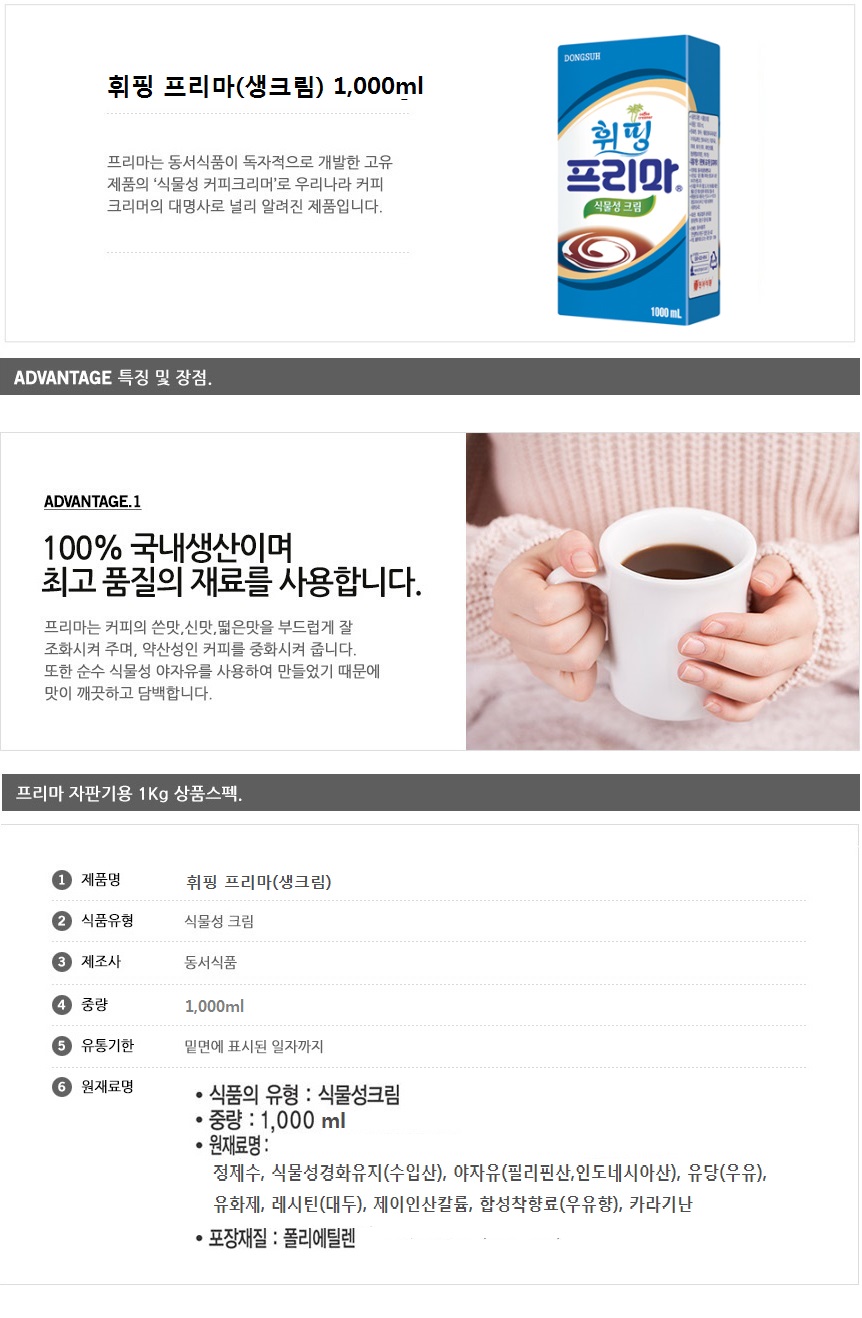 휘핑 프리마(생크림) 1,000ml
프리마는 동서식품이 독자적으로 개발한 고유
제품의 ‘식물성 커피크리머’로 우리나라 커피
크리머의 대명사로 널리 알려진 제품입니다.
DONGSUH
휘핑
프리마®
식물성 크림
1000 mL
ADVANTAGE 특징 및 장점.
ADVANTAGE.1
100% 국내생산이며
최고 품질의 재료를 사용합니다.
프리마는 커피의 쓴맛,신맛,떫은맛을 부드럽게 잘
조화시켜 주며, 약산성인 커피를 중화시켜 줍니다.
또한 순수 식물성 야자유를 사용하여 만들었기 때문에
맛이 깨끗하고 담백합니다.
프리마 자판기용 1Kg 상품스펙.
1 제품명 휘핑 프리마(생크림)
2 식품유형 식물성 크림
3 제조사 동서식품
4 중량 1,000ml
5 유통기한 밑면에 표시된 일자까지
6 원재료명
• 식품의 유형 : 식물성크림
• 중량 : 1,000 ml
• 원재료명 :
정제수, 식물성경화유지(수입산), 야자유(필리핀산,인도네시아산), 유당(우유),
유화제, 레시틴(대두), 제이인산칼륨, 합성착향료(우유향), 카라기난
• 포장재질 : 폴리에틸렌